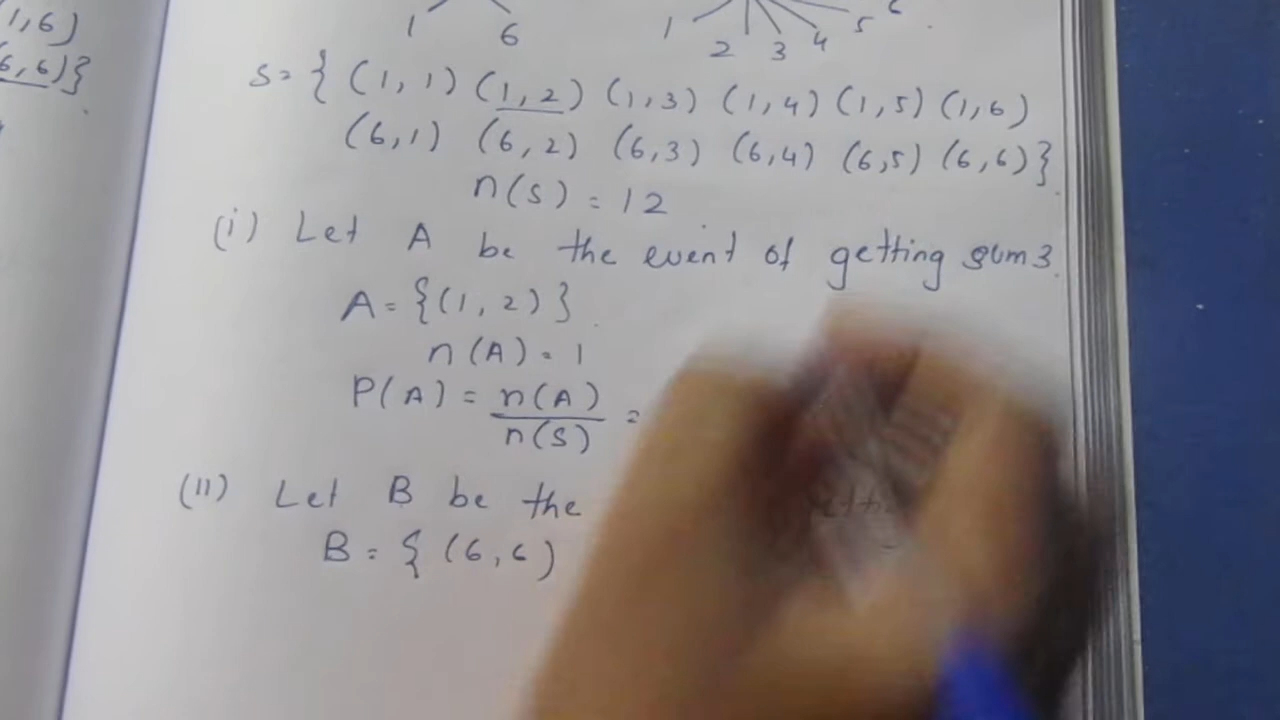 1,6)
6,6)}
1 6 1 2 3 4 5 6
S = { (1,1) (1,2) (1,3) (1,4) (1,5) (1,6)
(6,1) (6,2) (6,3) (6,4) (6,5) (6,6)}
n(S) = 12
(i) Let A be the event of getting sum 3.
A = {(1,2)}
n(A) = 1
P(A) = n(A) / n(S) =
(ii) Let B be the
B = { (6,6)